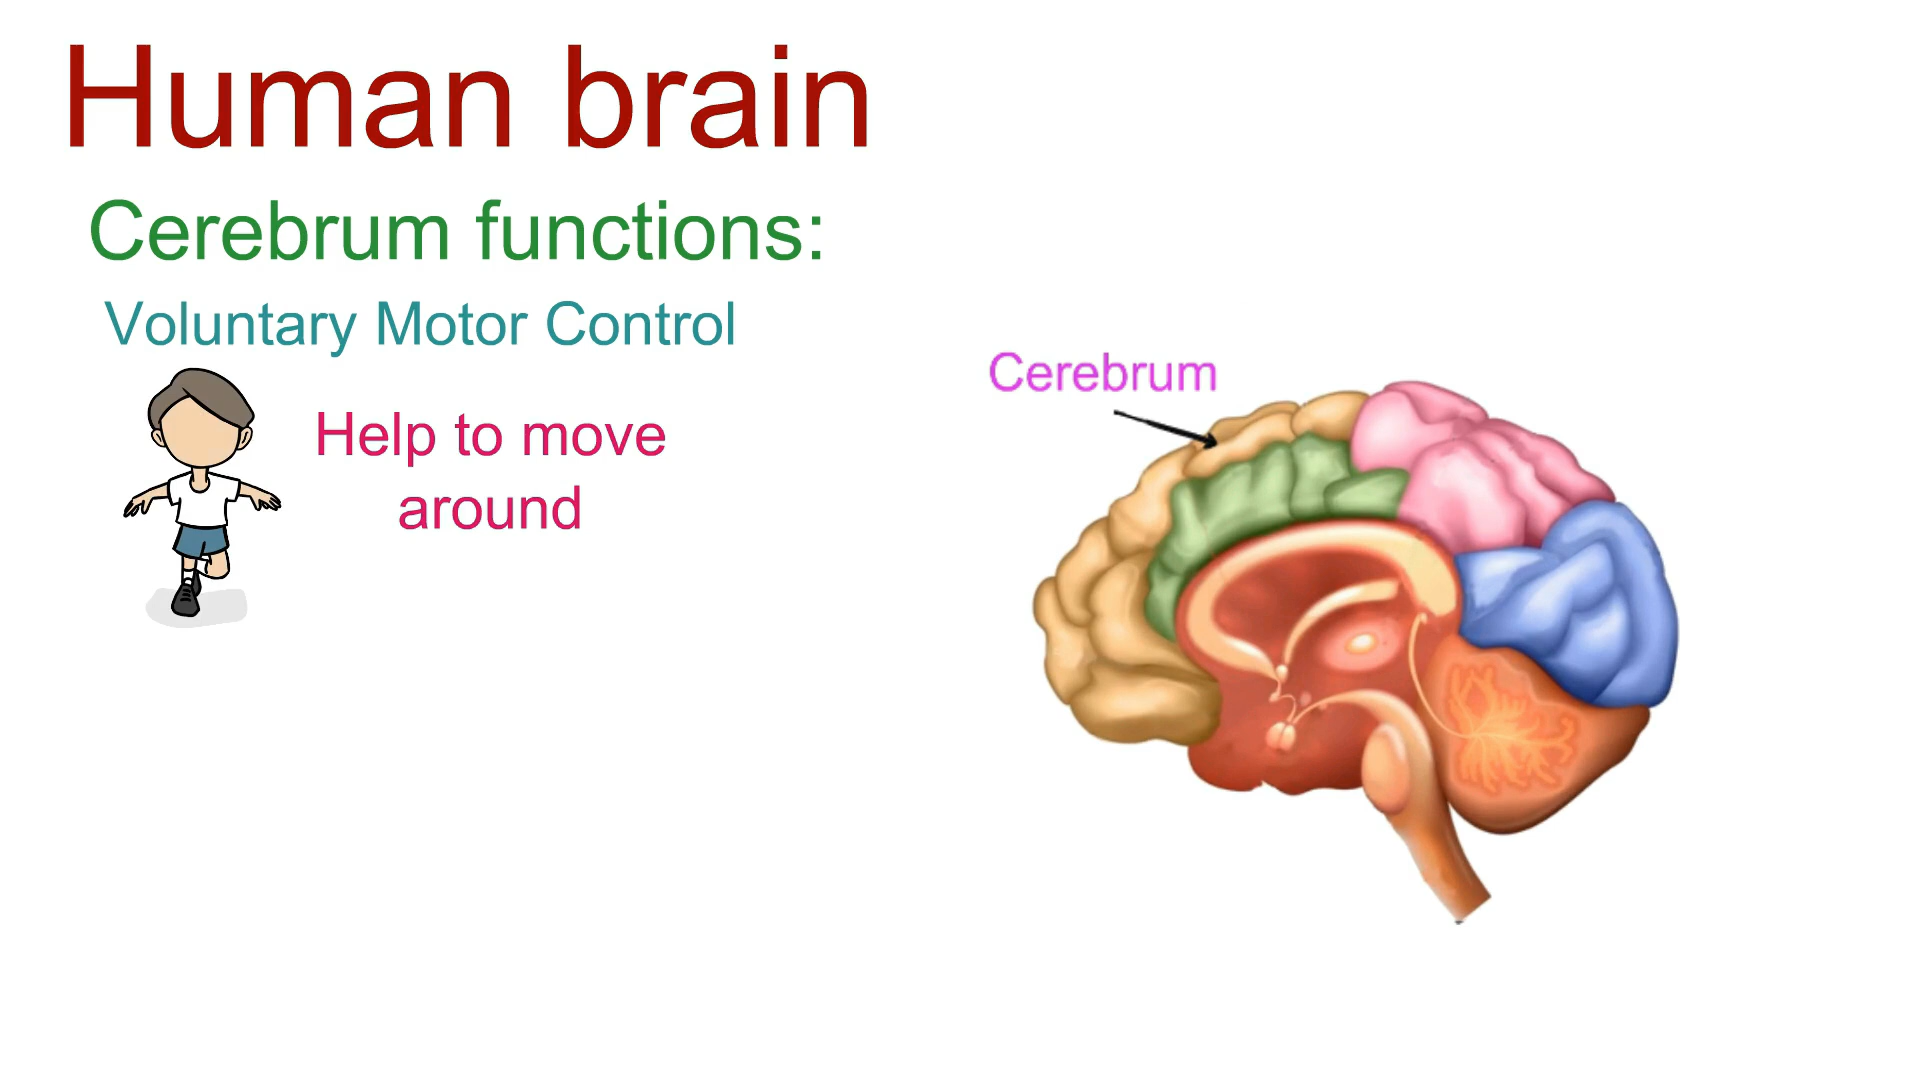 Human brain
Cerebrum functions:
Voluntary Motor Control
Help to move
around
Cerebrum